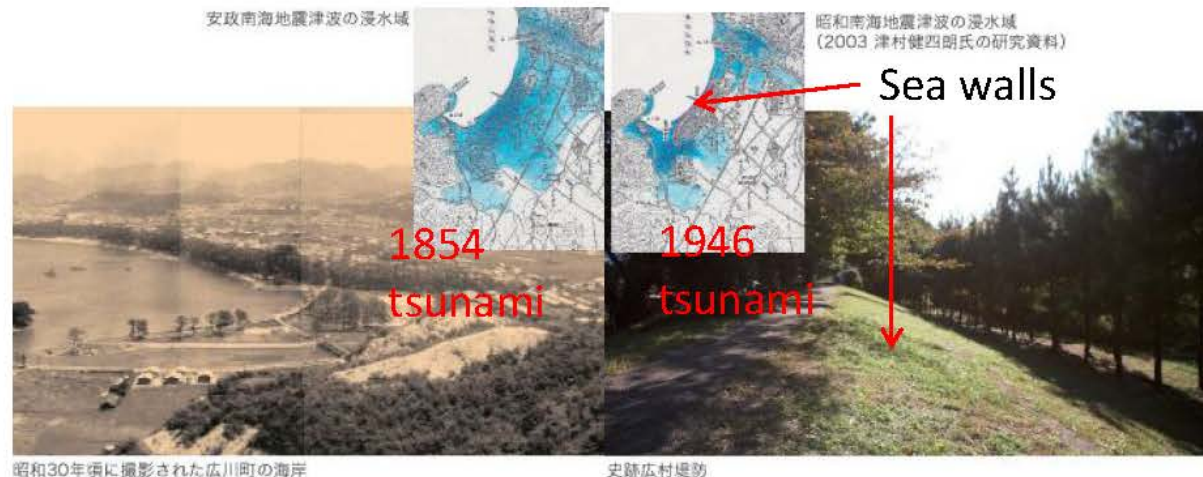 安政南海地震津波の浸水域
昭和南海地震津波の浸水域
(2003 津村健四朗氏の研究資料)
Sea walls
1854
tsunami
1946
tsunami
昭和30年頃に撮影された広川町の海岸
史跡広村堤防